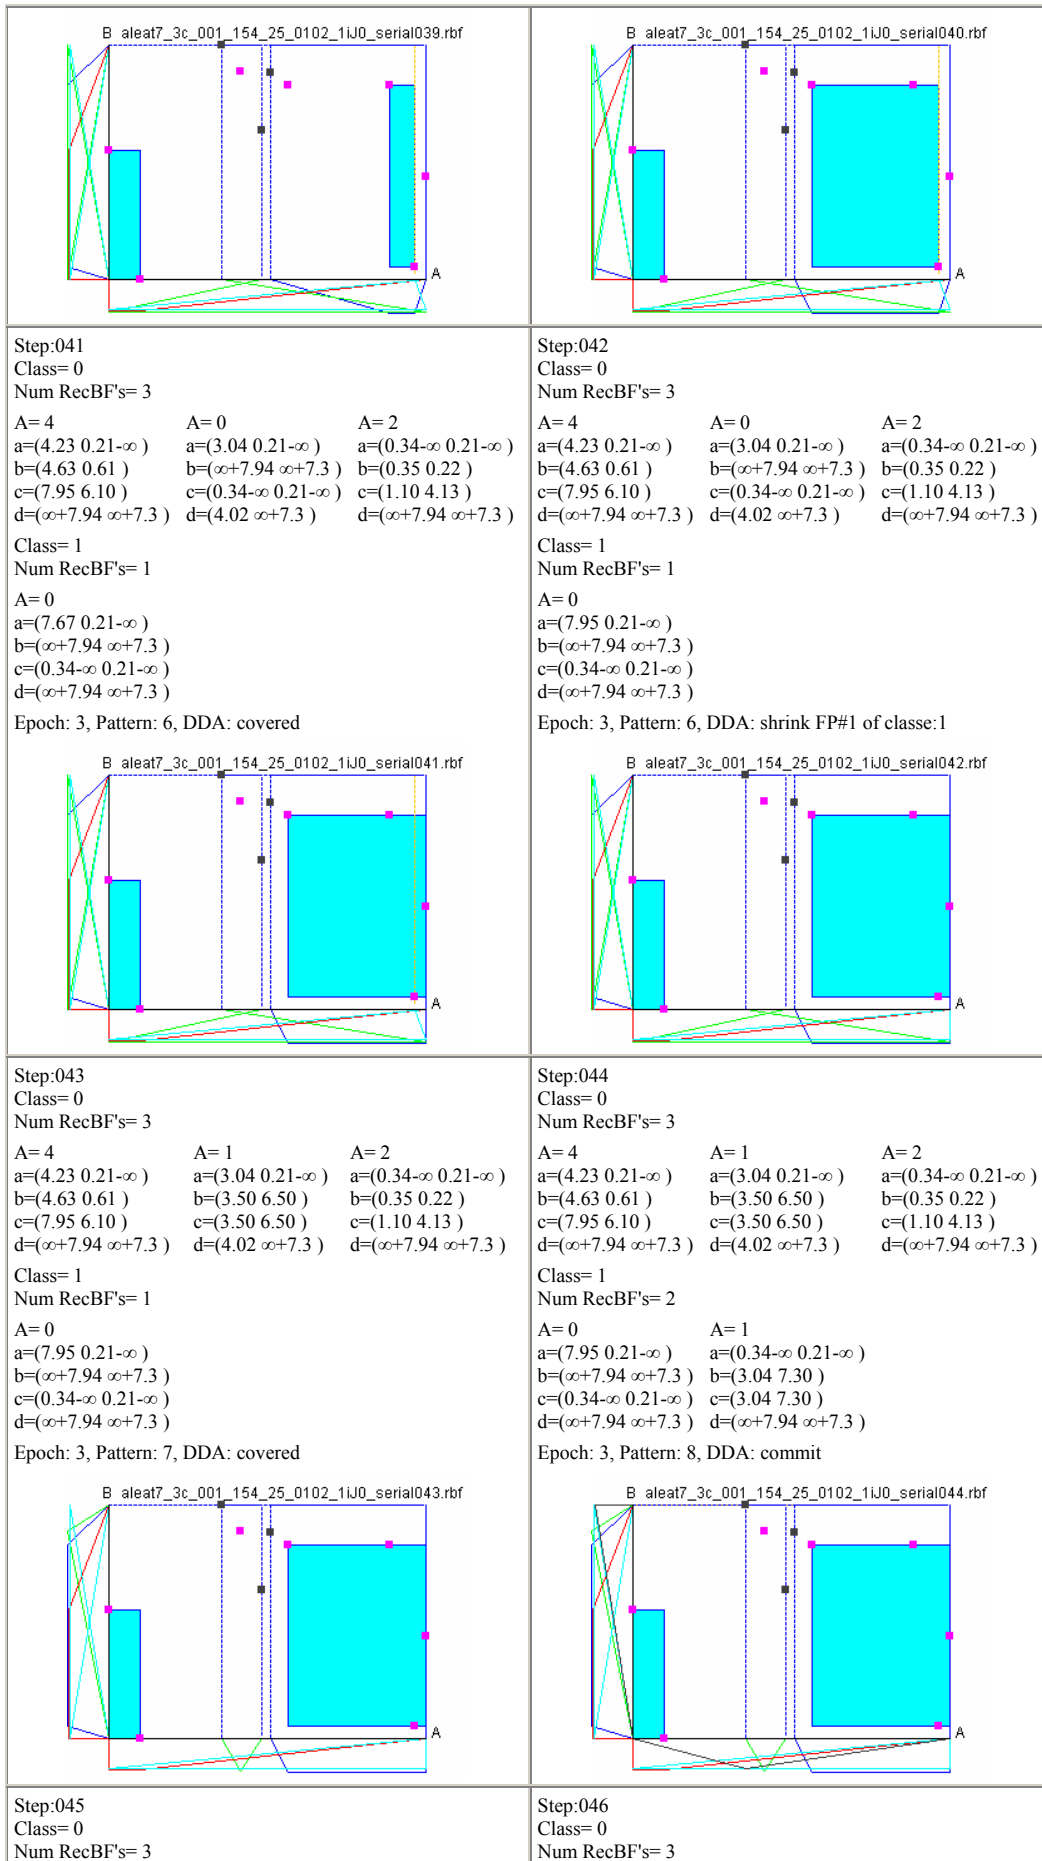 B aleat7_3c_001_154_25_0102_1iJ0_serial039.rbf
A
B aleat7_3c_001_154_25_0102_1iJ0_serial040.rbf
A
Step:041
Class= 0
Num RecBF's= 3
A= 4 A= 0 A= 2
a=(4.23 0.21-∞ ) a=(3.04 0.21-∞ ) a=(0.34-∞ 0.21-∞ )
b=(4.63 0.61 ) b=(∞+7.94 ∞+7.3 ) b=(0.35 0.22 )
c=(7.95 6.10 ) c=(0.34-∞ 0.21-∞ ) c=(1.10 4.13 )
d=(∞+7.94 ∞+7.3 ) d=(4.02 ∞+7.3 ) d=(∞+7.94 ∞+7.3 )
Class= 1
Num RecBF's= 1
A= 0
a=(7.67 0.21-∞ )
b=(∞+7.94 ∞+7.3 )
c=(0.34-∞ 0.21-∞ )
d=(∞+7.94 ∞+7.3 )
Epoch: 3, Pattern: 6, DDA: covered
B aleat7_3c_001_154_25_0102_1iJ0_serial041.rbf
A
Step:042
Class= 0
Num RecBF's= 3
A= 4 A= 0 A= 2
a=(4.23 0.21-∞ ) a=(3.04 0.21-∞ ) a=(0.34-∞ 0.21-∞ )
b=(4.63 0.61 ) b=(∞+7.94 ∞+7.3 ) b=(0.35 0.22 )
c=(7.95 6.10 ) c=(0.34-∞ 0.21-∞ ) c=(1.10 4.13 )
d=(∞+7.94 ∞+7.3 ) d=(4.02 ∞+7.3 ) d=(∞+7.94 ∞+7.3 )
Class= 1
Num RecBF's= 1
A= 0
a=(7.95 0.21-∞ )
b=(∞+7.94 ∞+7.3 )
c=(0.34-∞ 0.21-∞ )
d=(∞+7.94 ∞+7.3 )
Epoch: 3, Pattern: 6, DDA: shrink FP#1 of classe:1
B aleat7_3c_001_154_25_0102_1iJ0_serial042.rbf
A
Step:043
Class= 0
Num RecBF's= 3
A= 4 A= 1 A= 2
a=(4.23 0.21-∞ ) a=(3.04 0.21-∞ ) a=(0.34-∞ 0.21-∞ )
b=(4.63 0.61 ) b=(3.50 6.50 ) b=(0.35 0.22 )
c=(7.95 6.10 ) c=(3.50 6.50 ) c=(1.10 4.13 )
d=(∞+7.94 ∞+7.3 ) d=(4.02 ∞+7.3 ) d=(∞+7.94 ∞+7.3 )
Class= 1
Num RecBF's= 1
A= 0
a=(7.95 0.21-∞ )
b=(∞+7.94 ∞+7.3 )
c=(0.34-∞ 0.21-∞ )
d=(∞+7.94 ∞+7.3 )
Epoch: 3, Pattern: 7, DDA: covered
B aleat7_3c_001_154_25_0102_1iJ0_serial043.rbf
A
Step:044
Class= 0
Num RecBF's= 3
A= 4 A= 1 A= 2
a=(4.23 0.21-∞ ) a=(3.04 0.21-∞ ) a=(0.34-∞ 0.21-∞ )
b=(4.63 0.61 ) b=(3.50 6.50 ) b=(0.35 0.22 )
c=(7.95 6.10 ) c=(3.50 6.50 ) c=(1.10 4.13 )
d=(∞+7.94 ∞+7.3 ) d=(4.02 ∞+7.3 ) d=(∞+7.94 ∞+7.3 )
Class= 1
Num RecBF's= 2
A= 0 A= 1
a=(7.95 0.21-∞ ) a=(0.34-∞ 0.21-∞ )
b=(∞+7.94 ∞+7.3 ) b=(3.04 7.30 )
c=(0.34-∞ 0.21-∞ ) c=(3.04 7.30 )
d=(∞+7.94 ∞+7.3 ) d=(∞+7.94 ∞+7.3 )
Epoch: 3, Pattern: 8, DDA: commit
B aleat7_3c_001_154_25_0102_1iJ0_serial044.rbf
A
Step:045
Class= 0
Num RecBF's= 3
Step:046
Class= 0
Num RecBF's= 3